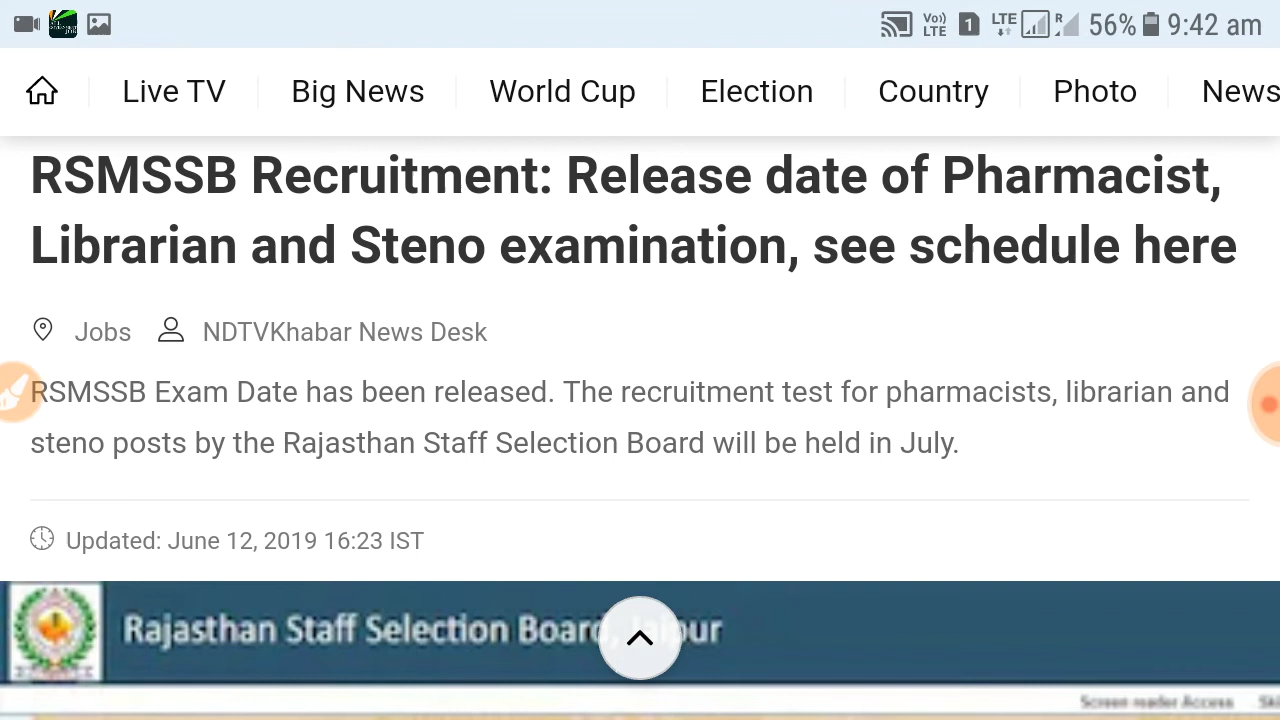 56% 9:42 am
Live TV Big News World Cup Election Country Photo News
RSMSSB Recruitment: Release date of Pharmacist,
Librarian and Steno examination, see schedule here
Jobs NDTVKhabar News Desk
RSMSSB Exam Date has been released. The recruitment test for pharmacists, librarian and
steno posts by the Rajasthan Staff Selection Board will be held in July.
Updated: June 12, 2019 16:23 IST
Rajasthan Staff Selection Board, Jaipur
Screen reader Access